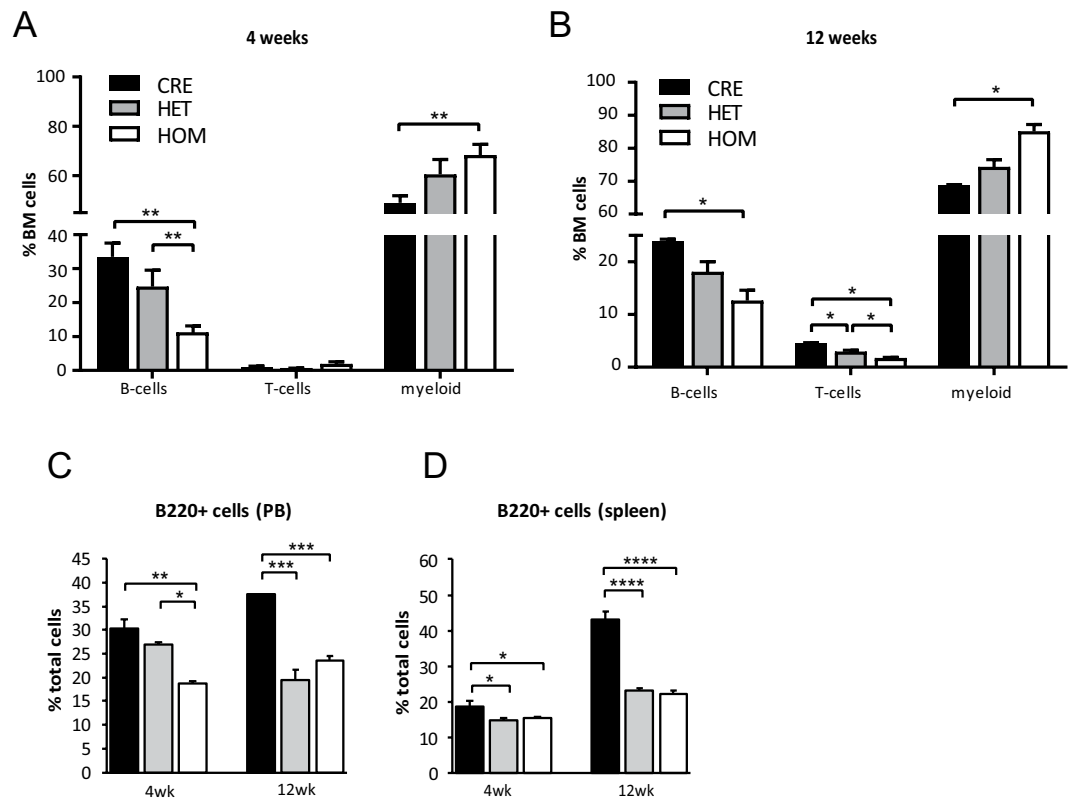 A
4 weeks
100
80
60
40
30
20
10
0
% BM cells
CRE
HET
HOM
**
**
**
B-cells
T-cells
myeloid
B
12 weeks
100
90
80
70
60
20
10
0
% BM cells
CRE
HET
HOM
*
*
*
*
*
B-cells
T-cells
myeloid
C
B220+ cells (PB)
45
40
35
30
25
20
15
10
5
0
% total cells
**
*
***
***
4wk
12wk
D
B220+ cells (spleen)
60
50
40
30
20
10
0
% total cells
*
*
****
****
4wk
12wk